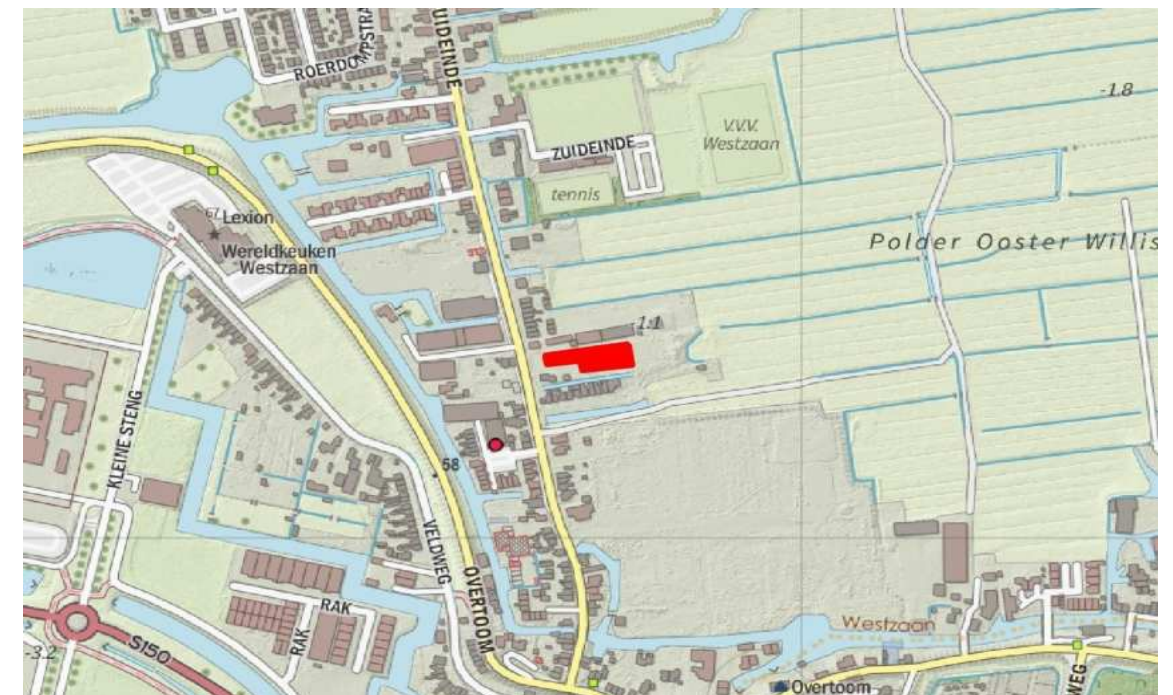 ROERDOMPSTRA
ZUIDEINDE
-1.8
V.V.V.
Westzaan
ZUIDEINDE
tennis
67
Lexion
Wereldkeuken
Westzaan
Polder Ooster Willis
-1.1
KLEINE STENG
58
VELDWEG
OVERTOOM
RAK
RAK
S150
-3.2
Westzaan
WEG
Overtoom